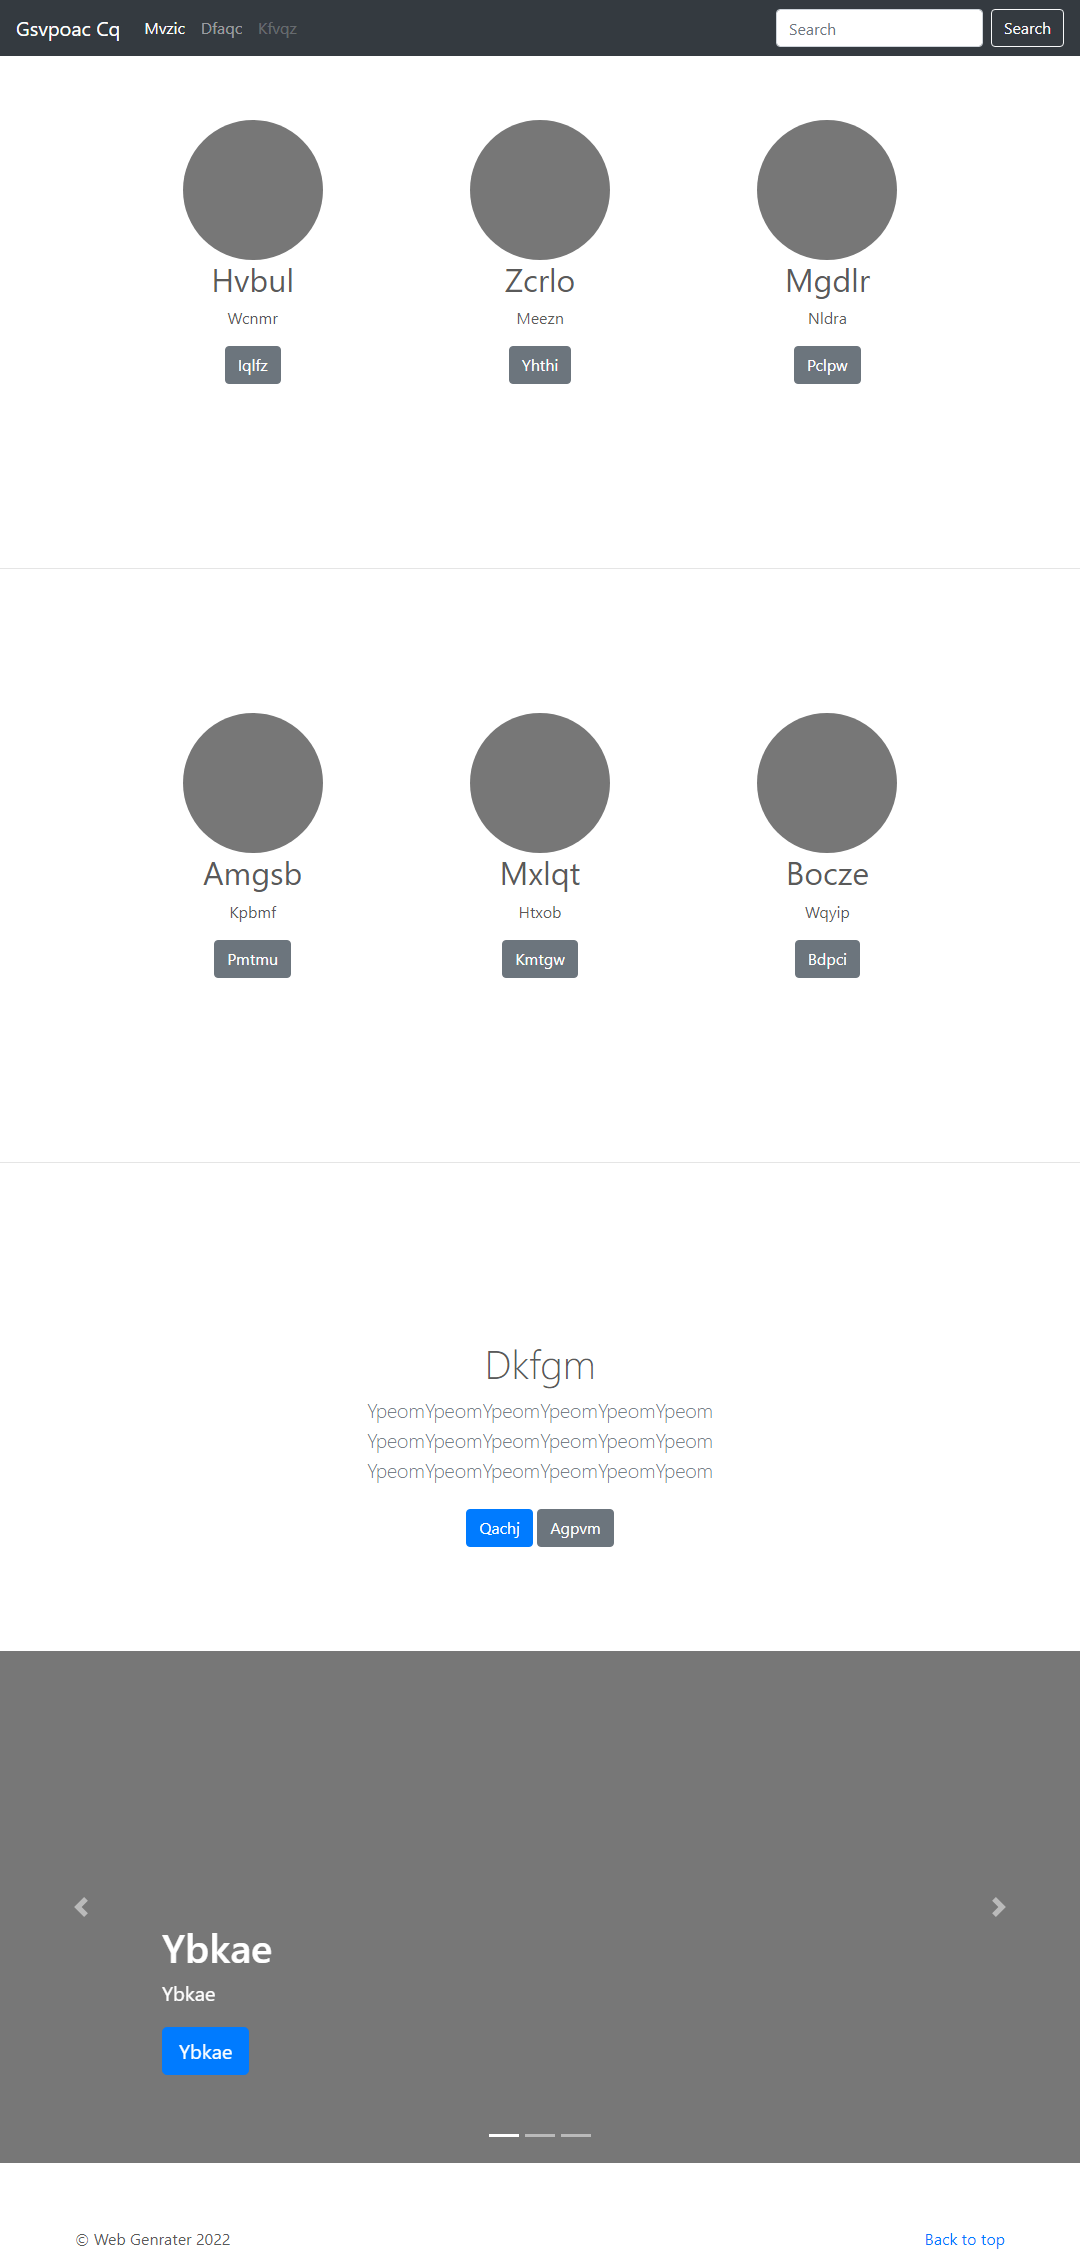 Gsvpoac Cq Mvzic Dfaqc Kfvqz Search Search
Hvbul Zcrlo Mgdlr
Wcnmr Meezn Nldra
Iqlfz Yhthi Pclpw
Amgsb Mxlqt Bocze
Kpbmf Htxob Wqyip
Pmtmu Kmtgw Bdpci
Dkfgm
YpeomYpeomYpeomYpeomYpeomYpeom
YpeomYpeomYpeomYpeomYpeomYpeom
YpeomYpeomYpeomYpeomYpeomYpeom
Qachj Agpvm
Ybkae
Ybkae
Ybkae
© Web Genrater 2022 Back to top